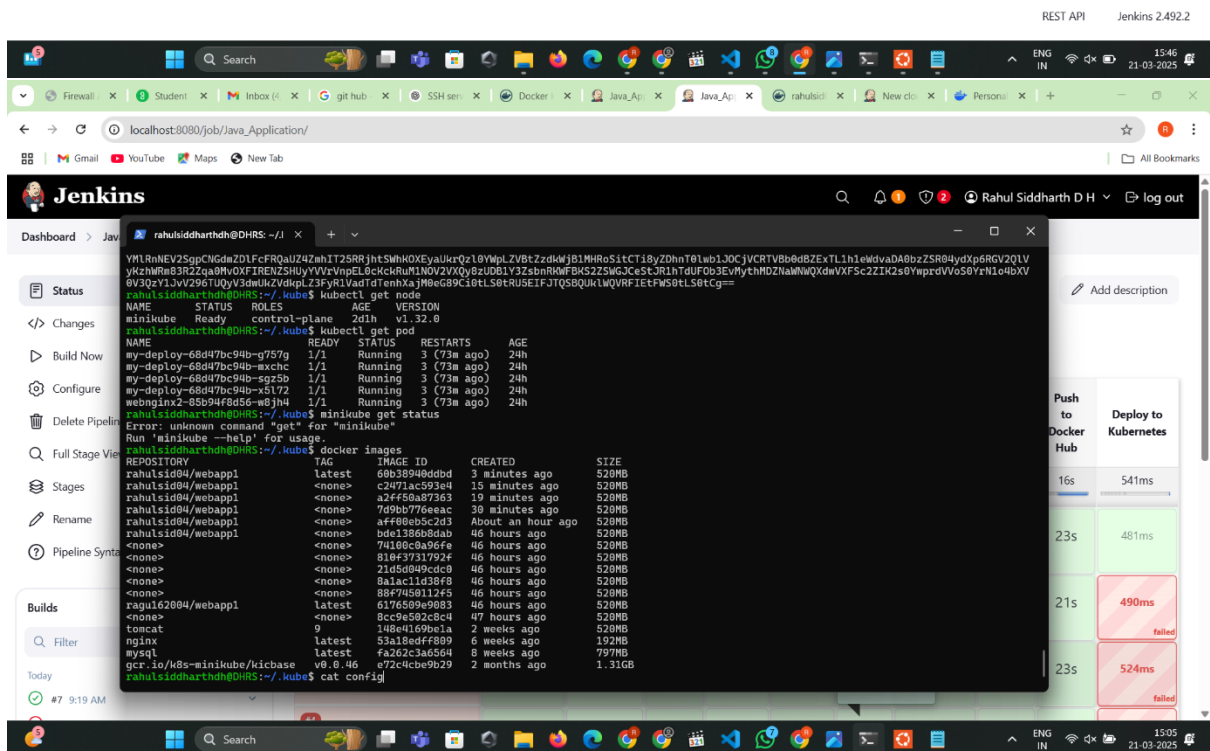 REST API Jenkins 2.492.2
Search
ENG
IN
15:46
21-03-2025
Firewall Student Inbox (4 git hub SSH serv Docker Java_Ap Java_Ap rahulsid New clo Personal
localhost:8080/job/Java_Application/
Gmail YouTube Maps New Tab All Bookmarks
Jenkins 1 2 Rahul Siddharth D H log out
Dashboard > Jav
rahulsiddharthdh@DHRS: ~/.l
rahulsiddharthdh@DHRS:~/.kube$ kubectl get node
NAME STATUS ROLES AGE VERSION
minikube Ready control-plane 2d1h v1.32.0
rahulsiddharthdh@DHRS:~/.kube$ kubectl get pod
NAME READY STATUS RESTARTS AGE
my-deploy-68d47bc94b-g757g 1/1 Running 3 (73m ago) 24h
my-deploy-68d47bc94b-mxchc 1/1 Running 3 (73m ago) 24h
my-deploy-68d47bc94b-sgz5b 1/1 Running 3 (73m ago) 24h
my-deploy-68d47bc94b-x5l72 1/1 Running 3 (73m ago) 24h
webnginx2-85b94f8d56-w8jh4 1/1 Running 3 (73m ago) 24h
rahulsiddharthdh@DHRS:~/.kube$ minikube get status
Error: unknown command "get" for "minikube"
Run 'minikube --help' for usage.
rahulsiddharthdh@DHRS:~/.kube$ docker images
REPOSITORY TAG IMAGE ID CREATED SIZE
rahulsid04/webapp1 latest 60b38940ddbd 3 minutes ago 520MB
rahulsid04/webapp1 <none> c2471ac593e4 15 minutes ago 520MB
rahulsid04/webapp1 <none> a2ff50a87363 19 minutes ago 520MB
rahulsid04/webapp1 <none> 7d9bb776eeac 30 minutes ago 520MB
rahulsid04/webapp1 <none> aff00eb5c2d3 About an hour ago 520MB
rahulsid04/webapp1 <none> bde1386b8dab 46 hours ago 520MB
<none> <none> 74100c0a96fe 46 hours ago 520MB
<none> <none> 810f3731792f 46 hours ago 520MB
<none> <none> 21d5d049cdc0 46 hours ago 520MB
<none> <none> 8a1ac11d38f8 46 hours ago 520MB
<none> <none> 88f7450112f5 46 hours ago 520MB
ragu162004/webapp1 latest 6176509e9083 46 hours ago 520MB
<none> <none> 8cc9e502c8c4 47 hours ago 520MB
tomcat 9 148e4169be1a 2 weeks ago 520MB
nginx latest 53a18edff809 6 weeks ago 192MB
mysql latest fa262c3a6564 8 weeks ago 797MB
gcr.io/k8s-minikube/kicbase v0.0.46 e72c4cbe9b29 2 months ago 1.31GB
rahulsiddharthdh@DHRS:~/.kube$ cat config
Status
Changes
Build Now
Configure
Delete Pipelin
Full Stage Vie
Stages
Rename
Pipeline Synta
Builds
Filter
Today
#7 9:19 AM
Add description
Push
to
Docker
Hub
Deploy to
Kubernetes
16s 541ms
23s 481ms
21s 490ms
failed
23s 524ms
failed
Search
ENG
IN
15:05
21-03-2025